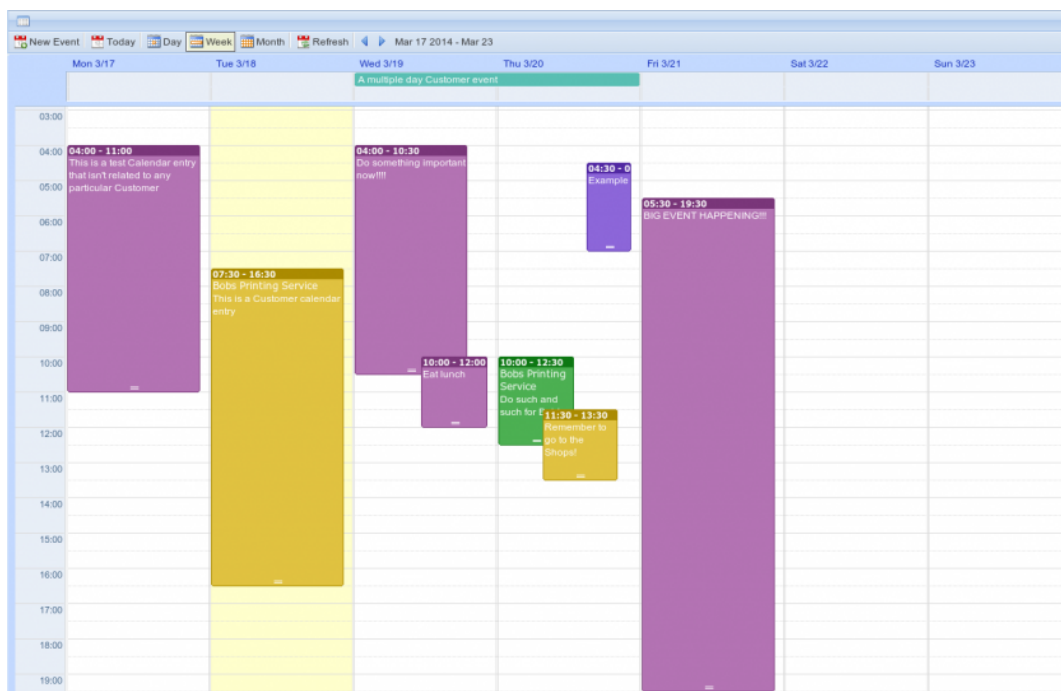 New Event Today Day Week Month Refresh Mar 17 2014 - Mar 23
Mon 3/17 Tue 3/18 Wed 3/19 Thu 3/20 Fri 3/21 Sat 3/22 Sun 3/23
A multiple day Customer event
03:00
04:00
05:00
06:00
07:00
08:00
09:00
10:00
11:00
12:00
13:00
14:00
15:00
16:00
17:00
18:00
19:00
04:00 - 11:00
This is a test Calendar entry
that isn't related to any
particular Customer
07:30 - 16:30
Bobs Printing Service
This is a Customer calendar
entry
04:00 - 10:30
Do something important
now!!!!
10:00 - 12:00
Eat lunch
04:30 - 0
Example
10:00 - 12:30
Bobs Printing
Service
Do such and
such for
11:30 - 13:30
Remember to
go to the
Shops!
05:30 - 19:30
BIG EVENT HAPPENING!!!